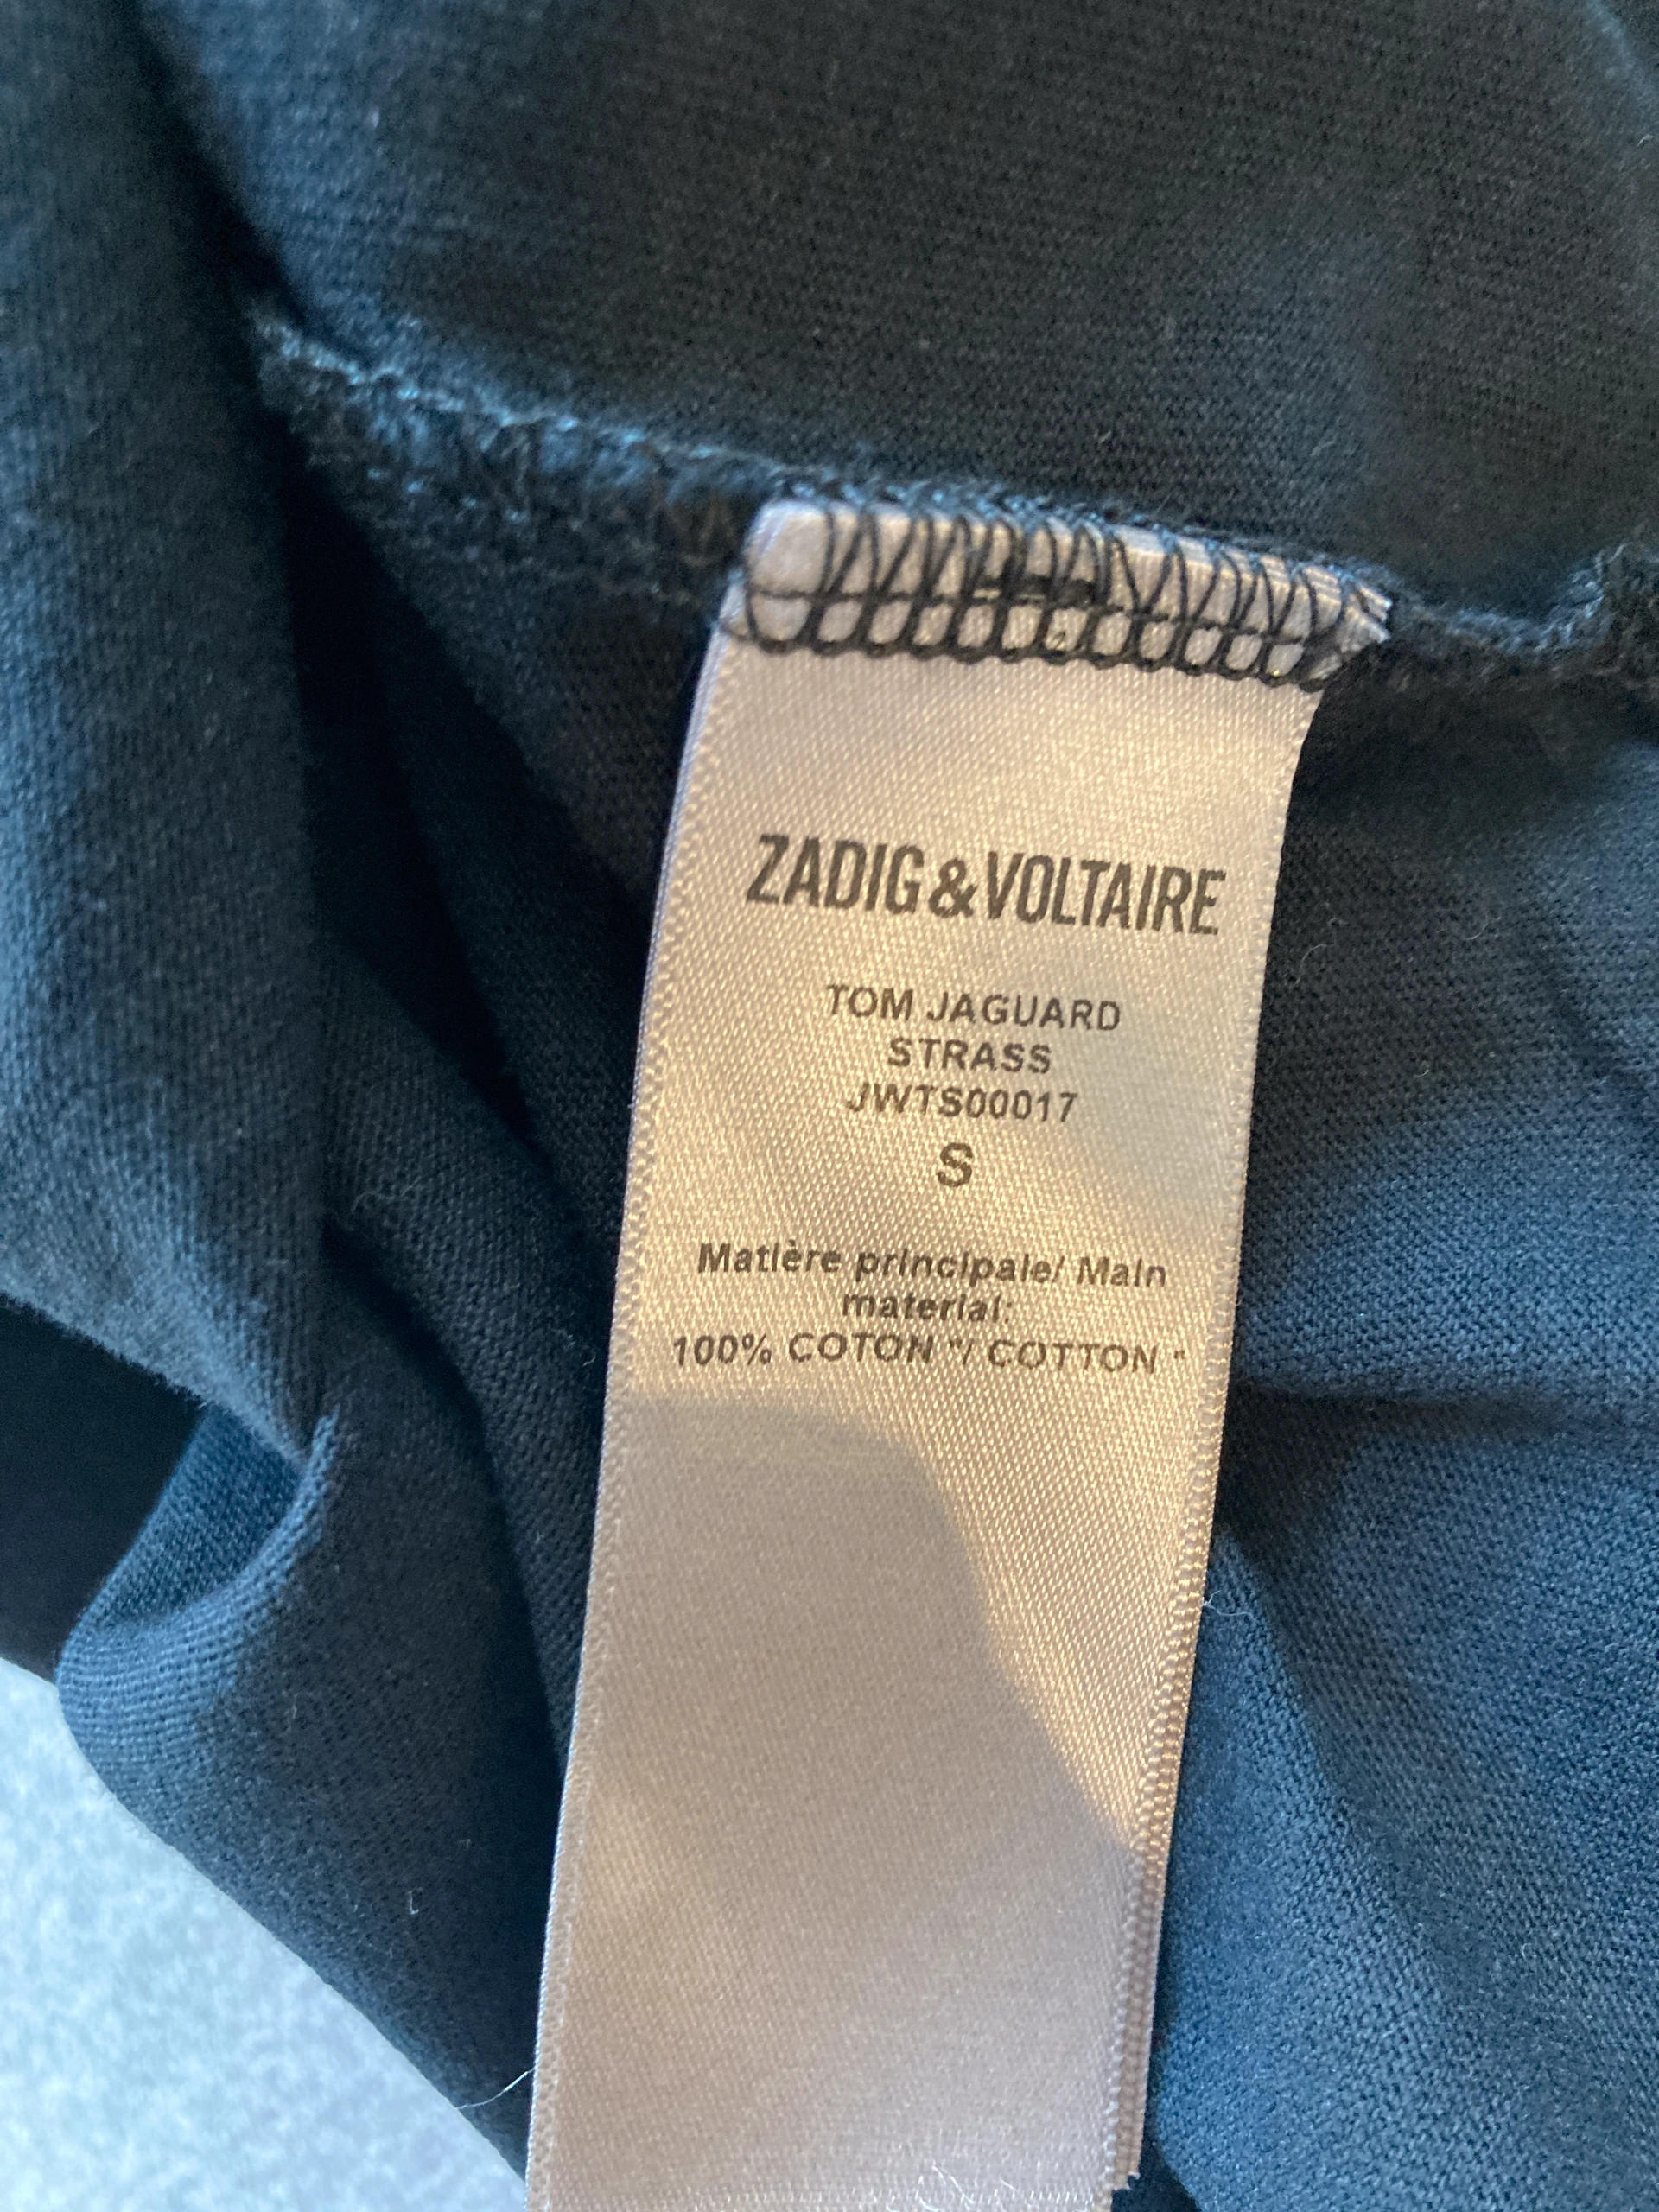 ZADIG&VOLTAIRE
TOM JAGUARD
STRASS
JWTS00017
S
Matière principale/ Main
material:
100% COTON "/ COTTON "